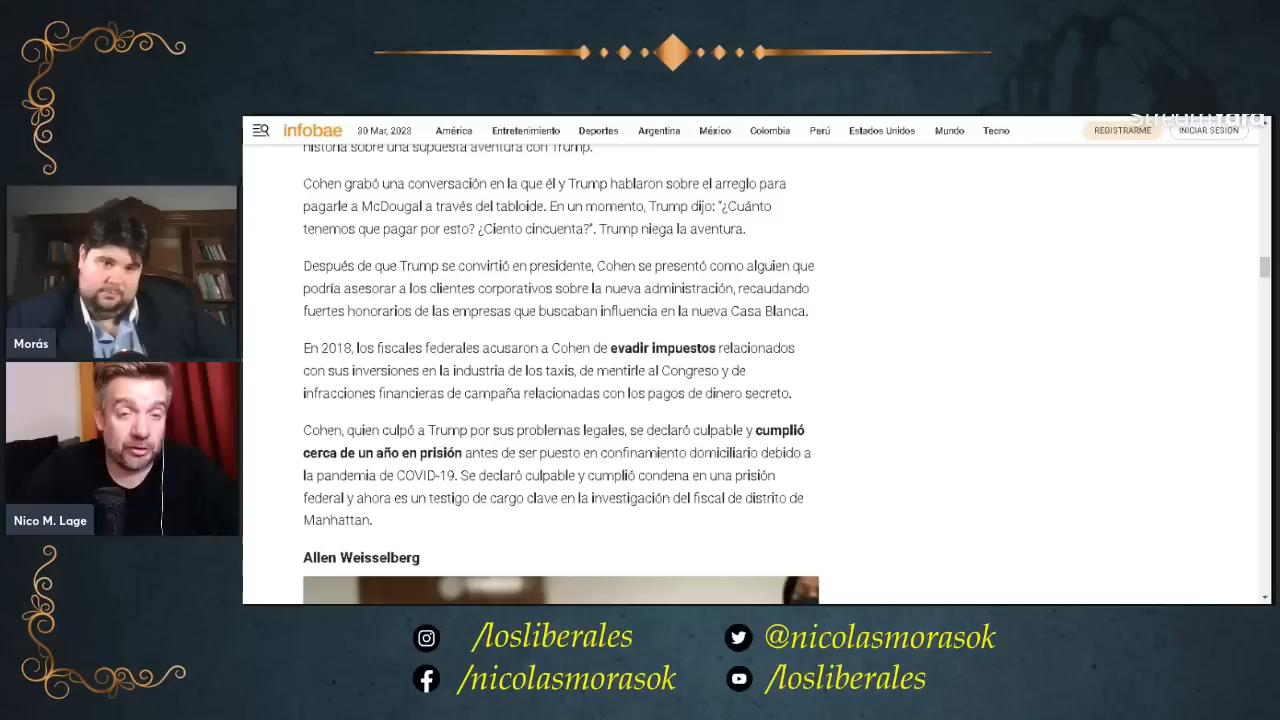 StreamYard
infobae
30 Mar, 2023
América
Entretenimiento
Deportes
Argentina
México
Colombia
Perú
Estados Unidos
Mundo
Tecno
REGISTRARME
INICIAR SESIÓN
historia sobre una supuesta aventura con Trump.
Cohen grabó una conversación en la que él y Trump hablaron sobre el arreglo para
pagarle a McDougal a través del tabloide. En un momento, Trump dijo: “¿Cuánto
tenemos que pagar por esto? ¿Ciento cincuenta?”. Trump niega la aventura.
Después de que Trump se convirtió en presidente, Cohen se presentó como alguien que
podría asesorar a los clientes corporativos sobre la nueva administración, recaudando
fuertes honorarios de las empresas que buscaban influencia en la nueva Casa Blanca.
En 2018, los fiscales federales acusaron a Cohen de evadir impuestos relacionados
con sus inversiones en la industria de los taxis, de mentirle al Congreso y de
infracciones financieras de campaña relacionadas con los pagos de dinero secreto.
Cohen, quien culpó a Trump por sus problemas legales, se declaró culpable y cumplió
cerca de un año en prisión antes de ser puesto en confinamiento domiciliario debido a
la pandemia de COVID-19. Se declaró culpable y cumplió condena en una prisión
federal y ahora es un testigo de cargo clave en la investigación del fiscal de distrito de
Manhattan.
Allen Weisselberg
Morás
Nico M. Lage
/losliberales
@nicolasmorasok
/nicolasmorasok
/losliberales